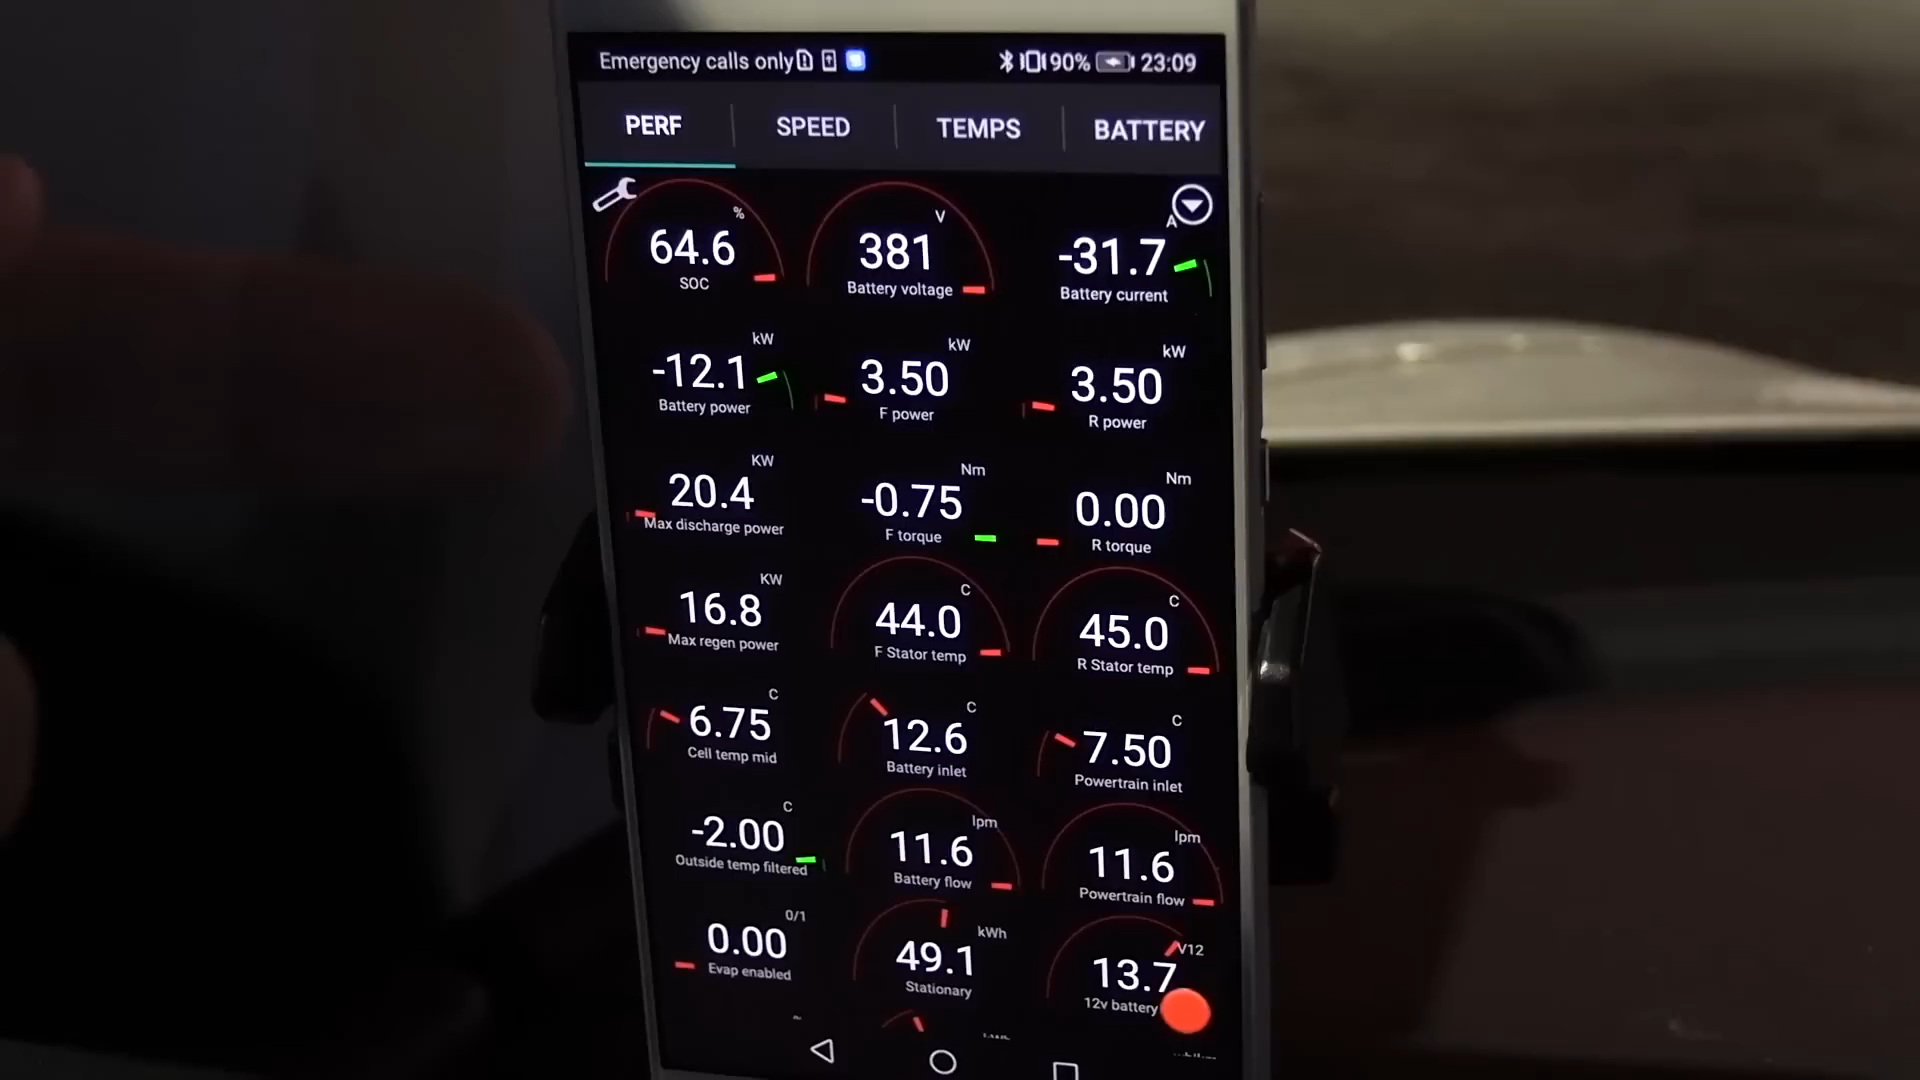 Emergency calls only 90% 23:09
PERF SPEED TEMPS BATTERY
% V A
64.6 381 -31.7
SOC Battery voltage Battery current
kW kW kW
-12.1 3.50 3.50
Battery power F power R power
KW Nm Nm
20.4 -0.75 0.00
Max discharge power F torque R torque
KW C C
16.8 44.0 45.0
Max regen power F Stator temp R Stator temp
C C C
6.75 12.6 7.50
Cell temp mid Battery inlet Powertrain inlet
C lpm lpm
-2.00 11.6 11.6
Outside temp filtered Battery flow Powertrain flow
0/1 kWh V12
0.00 49.1 13.7
Evap enabled Stationary 12v battery